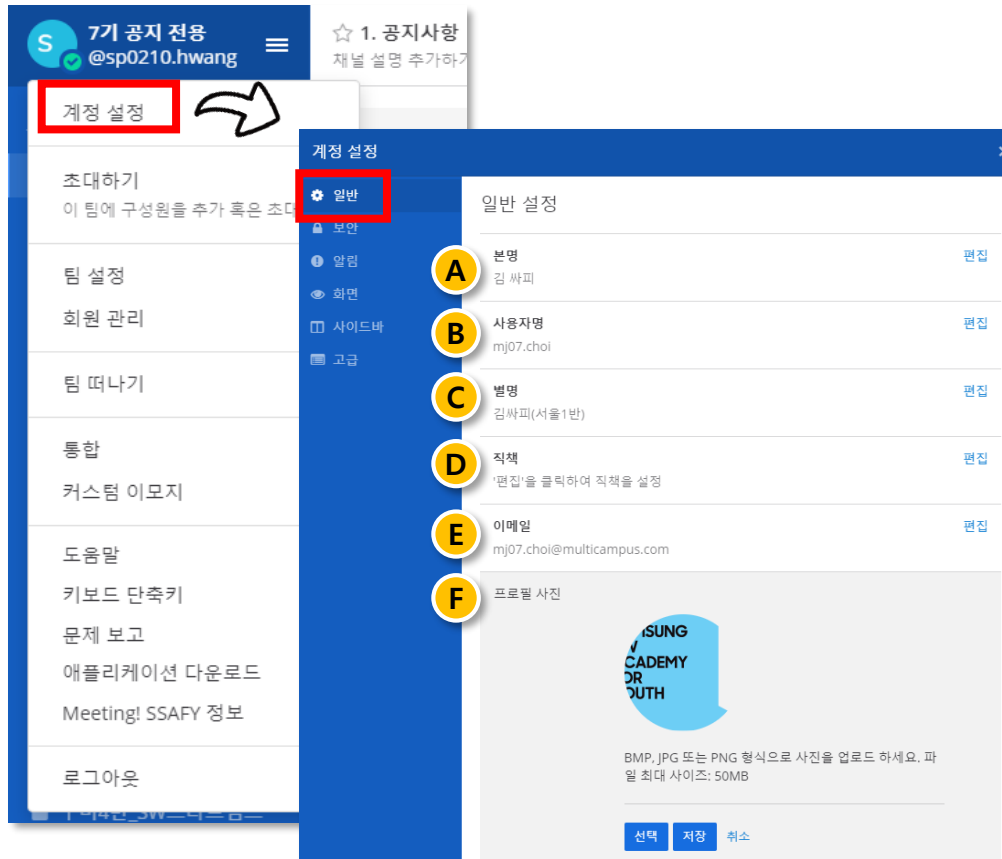 S
7기 공지 전용
@sp0210.hwang
☆ 1. 공지사항
채널 설명 추가하기
계정 설정
초대하기
이 팀에 구성원을 추가 혹은 초대
팀 설정
회원 관리
팀 떠나기
통합
커스텀 이모지
도움말
키보드 단축키
문제 보고
애플리케이션 다운로드
Meeting! SSAFY 정보
로그아웃
계정 설정
일반
보안
알림
화면
사이드바
고급
일반 설정
A
본명
편집
김 싸피
B
사용자명
편집
mj07.choi
C
별명
편집
김싸피(서울1반)
D
직책
편집
'편집'을 클릭하여 직책을 설정
E
이메일
편집
mj07.choi@multicampus.com
F
프로필 사진
SUNG
CADEMY
OR
OUTH
BMP, JPG 또는 PNG 형식으로 사진을 업로드 하세요. 파
일 최대 사이즈: 50MB
선택
저장
취소